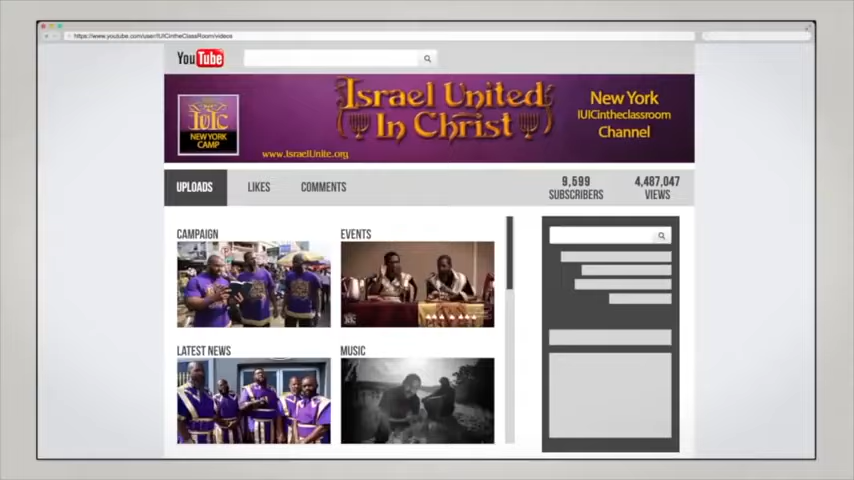 https://www.youtube.com/user/IUICintheClassRoom/videos
YouTube
Israel United
In Christ
IUIC
NEW YORK
CAMP
www.IsraelUnite.org
New York
IUICintheclassroom
Channel
UPLOADS
LIKES
COMMENTS
9,599
SUBSCRIBERS
4,487,047
VIEWS
CAMPAIGN
EVENTS
LATEST NEWS
MUSIC